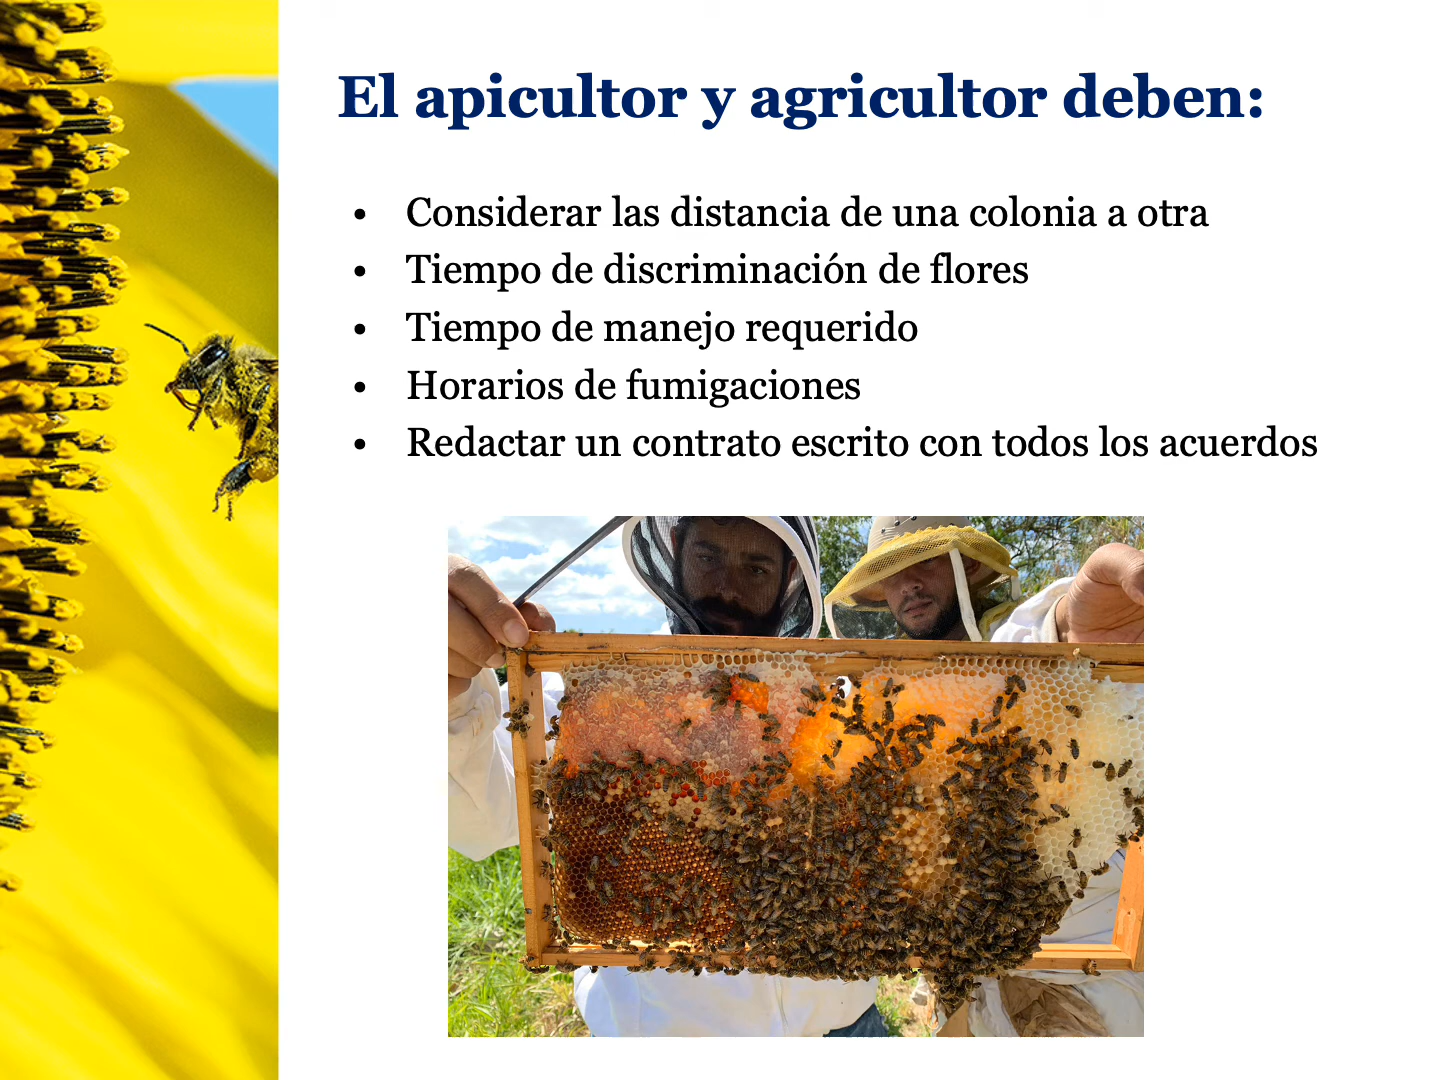 El apicultor y agricultor deben:
• Considerar las distancia de una colonia a otra
• Tiempo de discriminación de flores
• Tiempo de manejo requerido
• Horarios de fumigaciones
• Redactar un contrato escrito con todos los acuerdos